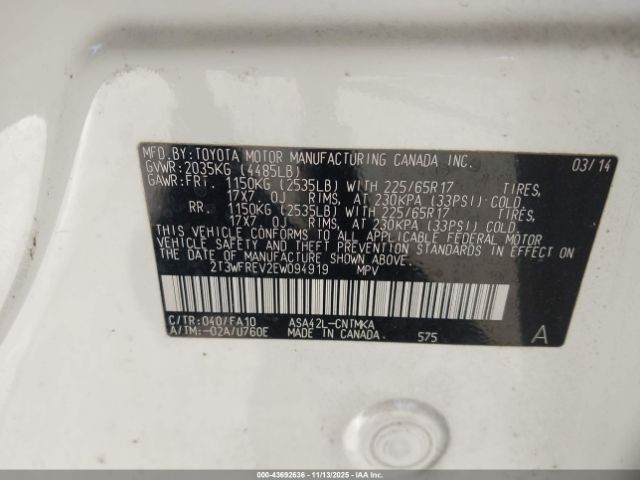 MFD.BY:TOYOTA MOTOR MANUFACTURING CANADA INC. 03/14
GVWR:2035KG (4485LB)
GAWR:FRT. 1150KG (2535LB) WITH 225/65R17 TIRES,
17X7.0J RIMS, AT 230KPA (33PSI) COLD
RR. 1150KG (2535LB) WITH 225/65R17 TIRES,
17X7.0J RIMS, AT 230KPA (33PSI) COLD
THIS VEHICLE CONFORMS TO ALL APPLICABLE FEDERAL MOTOR
VEHICLE SAFETY AND THEFT PREVENTION STANDARDS IN EFFECT ON
THE DATE OF MANUFACTURE SHOWN ABOVE.
2T3WFREV2EW094919 MPV
C/TR:040/FA10 ASA42L-CNTMKA
A/TM:-02A/U760E MADE IN CANADA 575 A
000-43692636 - 11/13/2025 - IAAI.COM